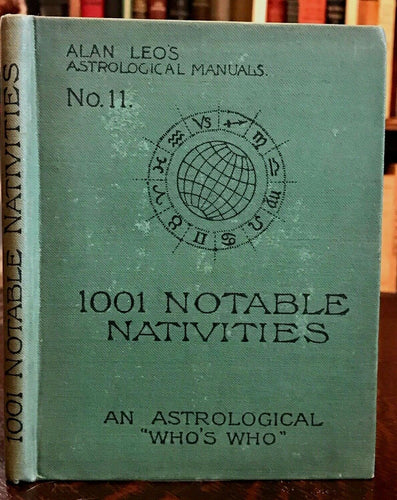 ALAN LEO'S
ASTROLOGICAL MANUALS.
No. 11.
1001 NOTABLE
NATIVITIES
AN ASTROLOGICAL
"WHO'S WHO"
1001 NOTABLE NATIVITIES